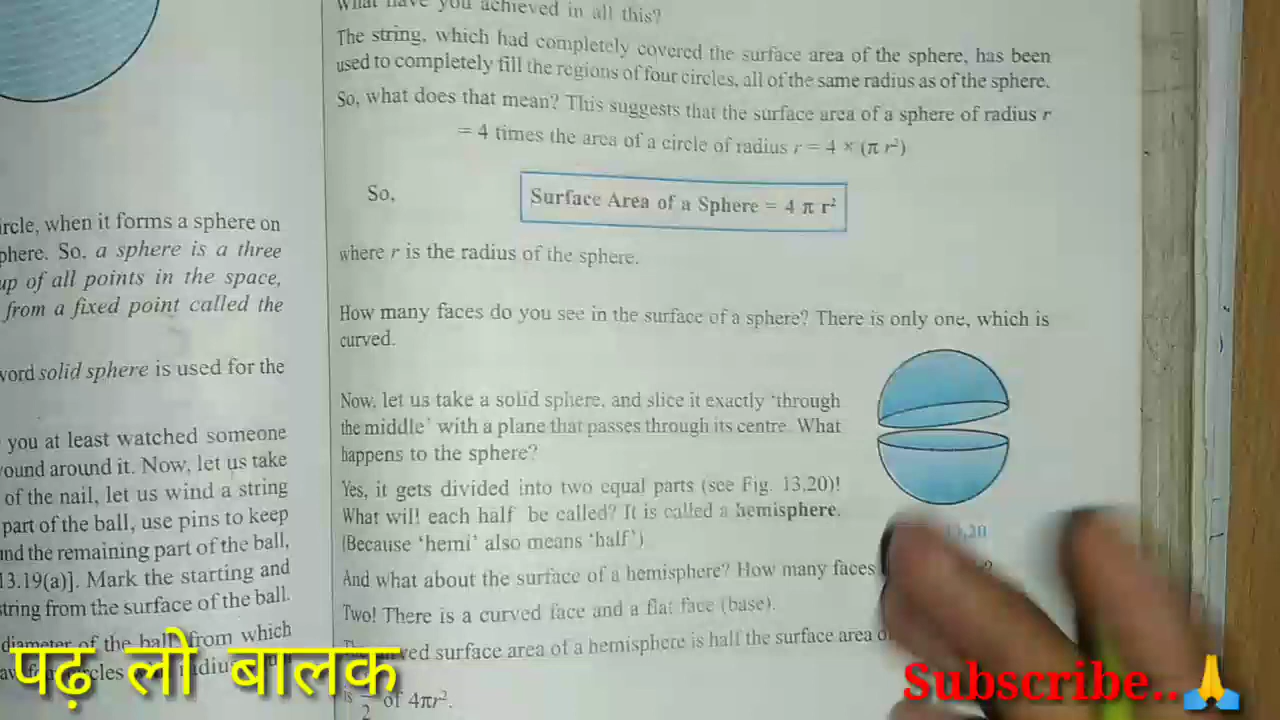 What have you achieved in all this?
The string, which had completely covered the surface area of the sphere, has been
used to completely fill the regions of four circles, all of the same radius as of the sphere.
So, what does that mean? This suggests that the surface area of a sphere of radius r
= 4 times the area of a circle of radius r = 4 × (π r²)
So,
Surface Area of a Sphere = 4 π r²
where r is the radius of the sphere.
How many faces do you see in the surface of a sphere? There is only one, which is
curved.
Now, let us take a solid sphere, and slice it exactly ‘through
the middle’ with a plane that passes through its centre. What
happens to the sphere?
Yes, it gets divided into two equal parts (see Fig. 13.20)!
What will each half be called? It is called a hemisphere.
(Because ‘hemi’ also means ‘half’)
And what about the surface of a hemisphere? How many faces
Two! There is a curved face and a flat face (base).
curved surface area of a hemisphere is half the surface area
is 1/2 of 4πr².
13.20
ircle, when it forms a sphere on
phere. So, a sphere is a three
up of all points in the space,
from a fixed point called the
word solid sphere is used for the
you at least watched someone
ound around it. Now, let us take
of the nail, let us wind a string
part of the ball, use pins to keep
nd the remaining part of the ball,
13.19(a)]. Mark the starting and
string from the surface of the ball.
diameter of the ball, from which
पढ़ लो बालक
Subscribe..🙏